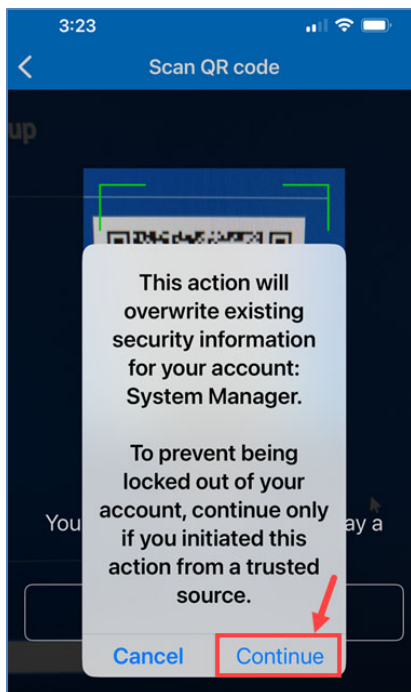 3:23
Scan QR code
up
This action will
overwrite existing
security information
for your account:
System Manager.
To prevent being
locked out of your
account, continue only
if you initiated this
action from a trusted
source.
You
ay a
Cancel
Continue